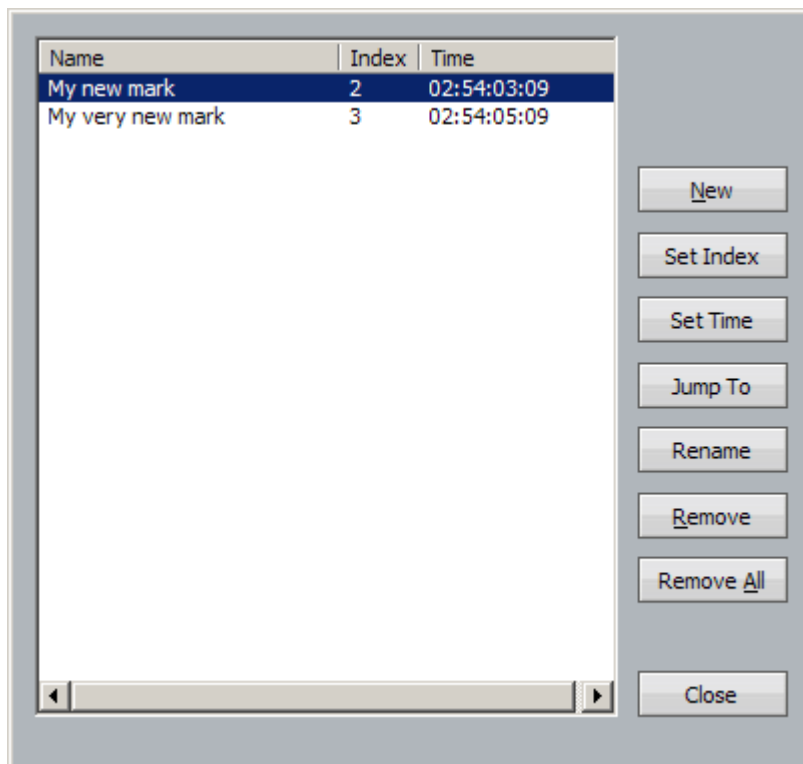 Name Index Time
My new mark 2 02:54:03:09
My very new mark 3 02:54:05:09
New
Set Index
Set Time
Jump To
Rename
Remove
Remove All
Close